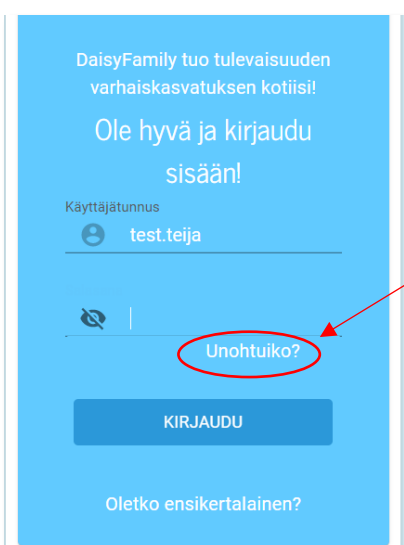 DaisyFamily tuo tulevaisuuden
varhaiskasvatuksen kotiisi!
Ole hyvä ja kirjaudu
sisään!
Käyttäjätunnus
test.teija
Unohtuiko?
KIRJAUDU
Oletko ensikertalainen?